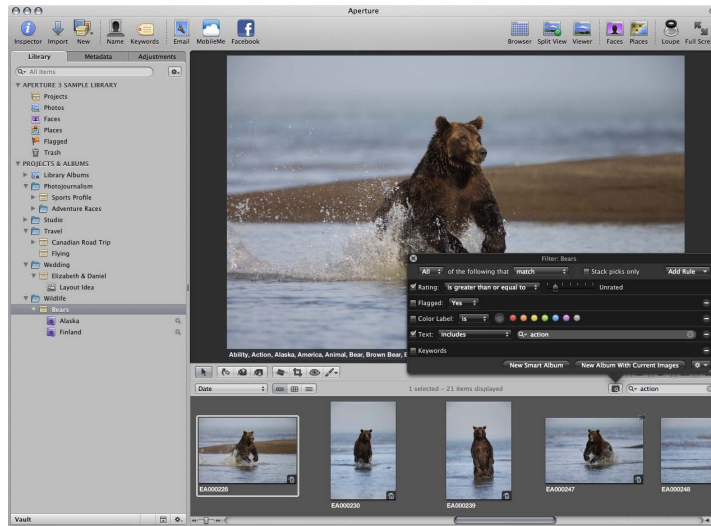 Aperture
Inspector Import New Name Keywords Email MobileMe Facebook Browser Split View Viewer Faces Places Loupe Full Scre
Library Metadata Adjustments
All Items
APERTURE 3 SAMPLE LIBRARY
Projects
Photos
Faces
Places
Flagged
Trash
PROJECTS & ALBUMS
Library Albums
Photojournalism
Sports Profile
Adventure Races
Studio
Travel
Canadian Road Trip
Flying
Wedding
Elizabeth & Daniel
Layout Idea
Wildlife
Bears
Alaska
Finland
Vault
Filter: Bears
All of the following that match Stack picks only Add Rule
Rating: is greater than or equal to Unrated
Flagged: Yes
Color Label: is
Text: includes action
Keywords
New Smart Album New Album With Current Images
Ability, Action, Alaska, America, Animal, Bear, Brown Bear, B
Date 1 selected – 21 items displayed action
EA000228
EA000230
EA000239
EA000247
EA000248